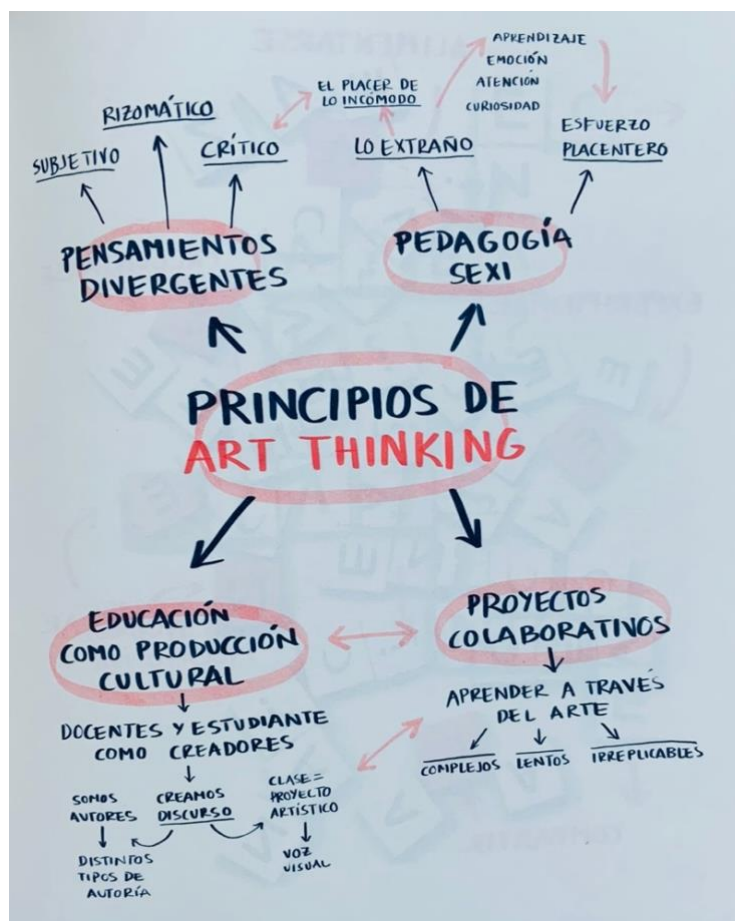 APRENDIZAJE
EMOCIÓN
ATENCIÓN
CURIOSIDAD
EL PLACER DE
LO INCÓMODO
RIZOMÁTICO
SUBJETIVO
CRÍTICO
LO EXTRAÑO
ESFUERZO
PLACENTERO
PENSAMIENTOS
DIVERGENTES
PEDAGOGÍA
SEXI
PRINCIPIOS DE
ART THINKING
EDUCACIÓN
COMO PRODUCCIÓN
CULTURAL
PROYECTOS
COLABORATIVOS
DOCENTES Y ESTUDIANTE
COMO CREADORES
APRENDER A TRAVÉS
DEL ARTE
COMPLEJOS
LENTOS
IRREPLICABLES
SOMOS
AUTORES
CREAMOS
DISCURSO
CLASE =
PROYECTO
ARTÍSTICO
DISTINTOS
TIPOS DE
AUTORÍA
VOZ
VISUAL